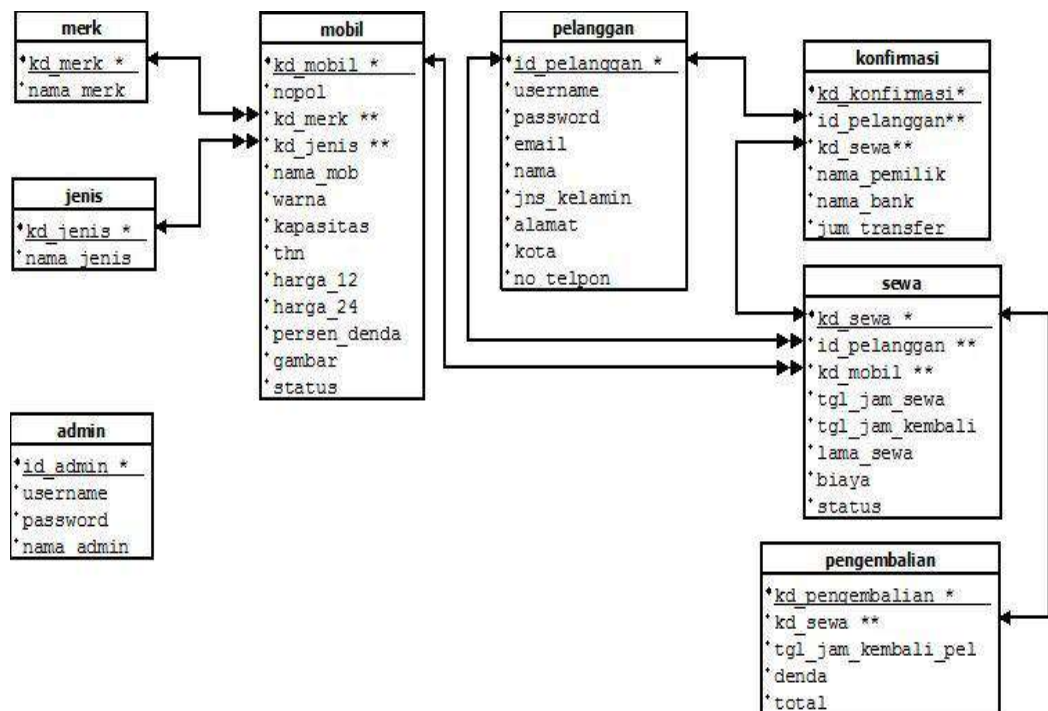 merk
kd_merk *
nama_merk
jenis
kd_jenis *
nama_jenis
admin
id_admin *
username
password
nama_admin
mobil
kd_mobil *
nopol
kd_merk **
kd_jenis **
nama_mob
warna
kapasitas
thn
harga_12
harga_24
persen_denda
gambar
status
pelanggan
id_pelanggan *
username
password
email
nama
jns_kelamin
alamat
kota
no_telpon
konfirmasi
kd_konfirmasi*
id_pelanggan**
kd_sewa**
nama_pemilik
nama_bank
jum_transfer
sewa
kd_sewa *
id_pelanggan **
kd_mobil **
tgl_jam_sewa
tgl_jam_kembali
lama_sewa
biaya
status
pengembalian
kd_pengembalian *
kd_sewa **
tgl_jam_kembali_pel
denda
total